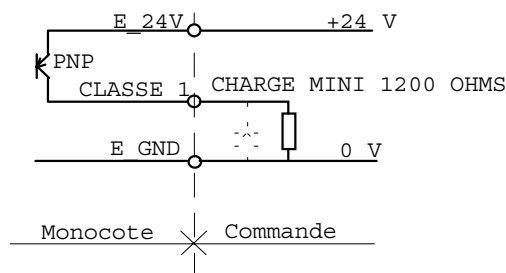 E_24V +24 V
PNP
CLASSE 1 CHARGE MINI 1200 OHMS
E_GND 0 V
Monocote Commande